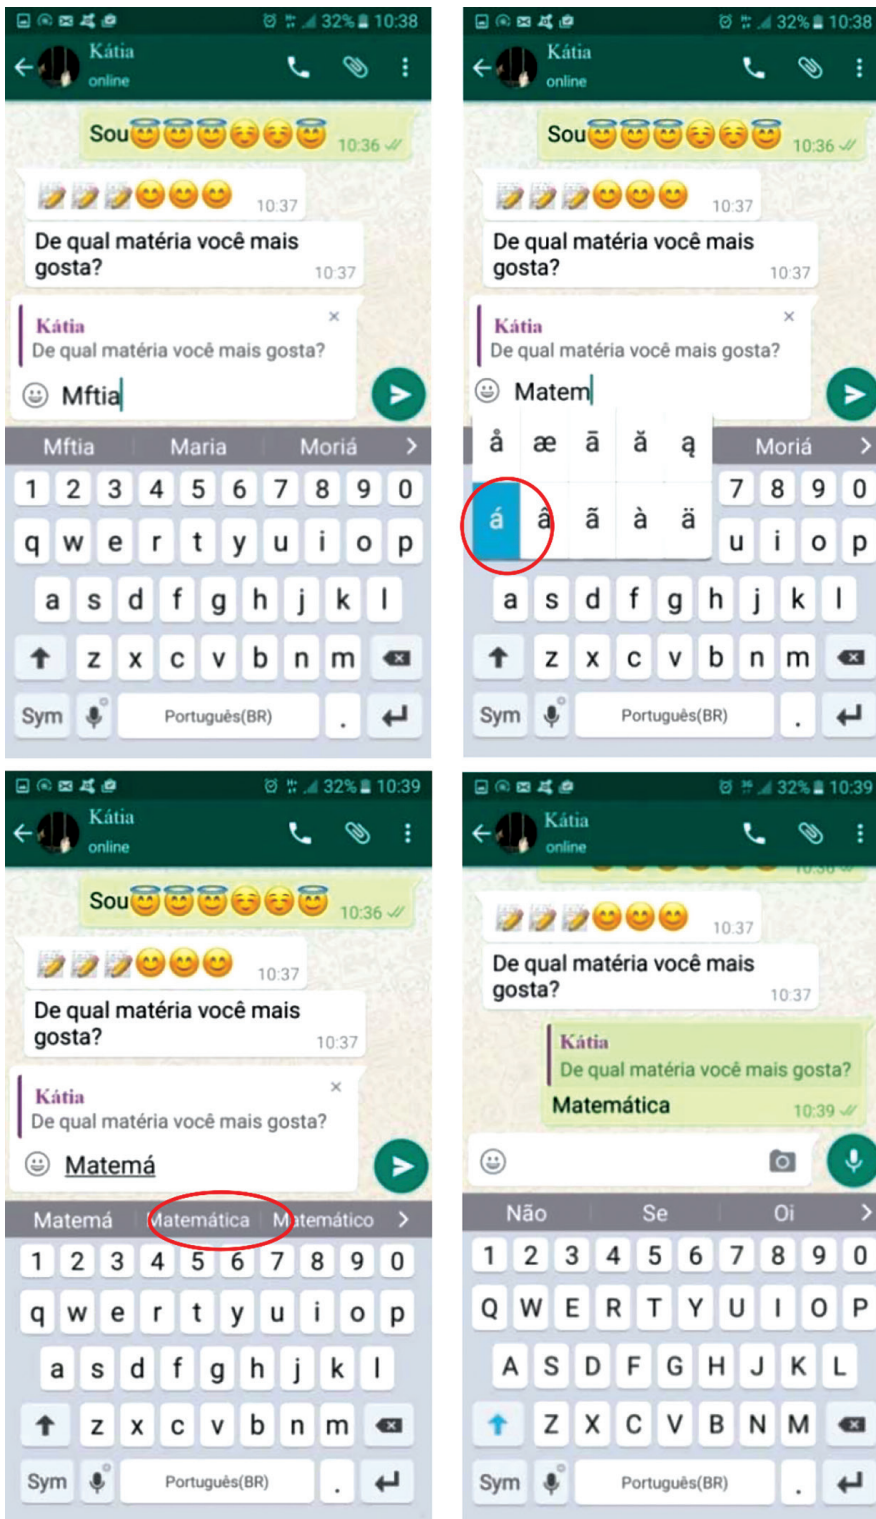 32% 10:38
Kátia
online
Sou😇😇😇☺️☺️😇 10:36
📝📝📝😊😊😊 10:37
De qual matéria você mais
gosta? 10:37
Kátia ×
De qual matéria você mais gosta?
Mftia
Mftia Maria Moriá >
1 2 3 4 5 6 7 8 9 0
q w e r t y u i o p
a s d f g h j k l
z x c v b n m
Sym Português(BR) .
32% 10:38
Kátia
online
Sou😇😇😇☺️☺️😇 10:36
📝📝📝😊😊😊 10:37
De qual matéria você mais
gosta? 10:37
Kátia ×
De qual matéria você mais gosta?
Matem
å æ ā ă ą Moriá >
7 8 9 0
á â ã à ä u i o p
a s d f g h j k l
z x c v b n m
Sym Português(BR) .
32% 10:39
Kátia
online
Sou😇😇😇☺️☺️😇 10:36
📝📝📝😊😊😊 10:37
De qual matéria você mais
gosta? 10:37
Kátia ×
De qual matéria você mais gosta?
Matemá
Matemá Matemática Matemático >
1 2 3 4 5 6 7 8 9 0
q w e r t y u i o p
a s d f g h j k l
z x c v b n m
Sym Português(BR) .
32% 10:39
Kátia
online
10:36
📝📝📝😊😊😊 10:37
De qual matéria você mais
gosta? 10:37
Kátia
De qual matéria você mais gosta?
Matemática 10:39
Não Se Oi >
1 2 3 4 5 6 7 8 9 0
Q W E R T Y U I O P
A S D F G H J K L
Z X C V B N M
Sym Português(BR) .